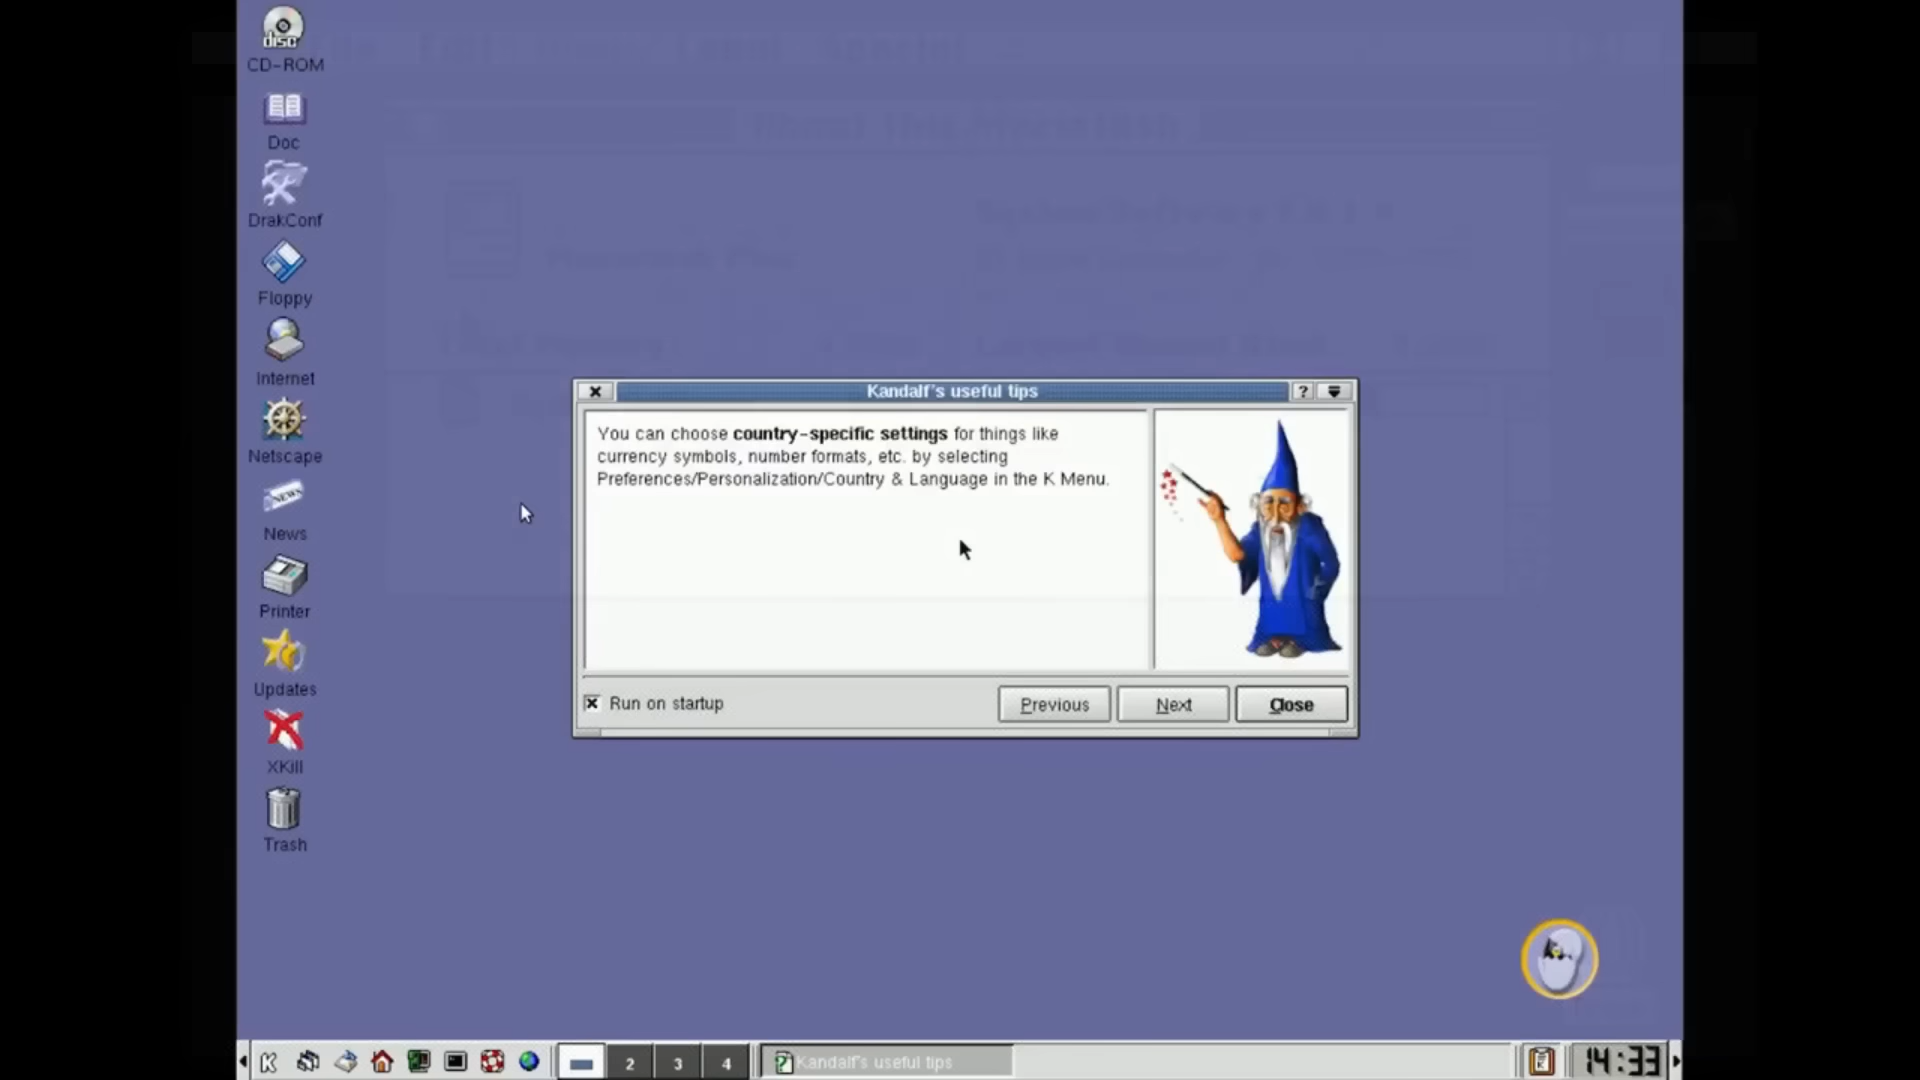 disc
CD-ROM
Doc
DrakConf
Floppy
Internet
Netscape
NEWS
News
Printer
Updates
XKill
Trash
Kandalf's useful tips
?
You can choose country-specific settings for things like
currency symbols, number formats, etc. by selecting
Preferences/Personalization/Country & Language in the K Menu.
Run on startup
Previous
Next
Close
K
2
3
4
Kandalf's useful tips
14:33